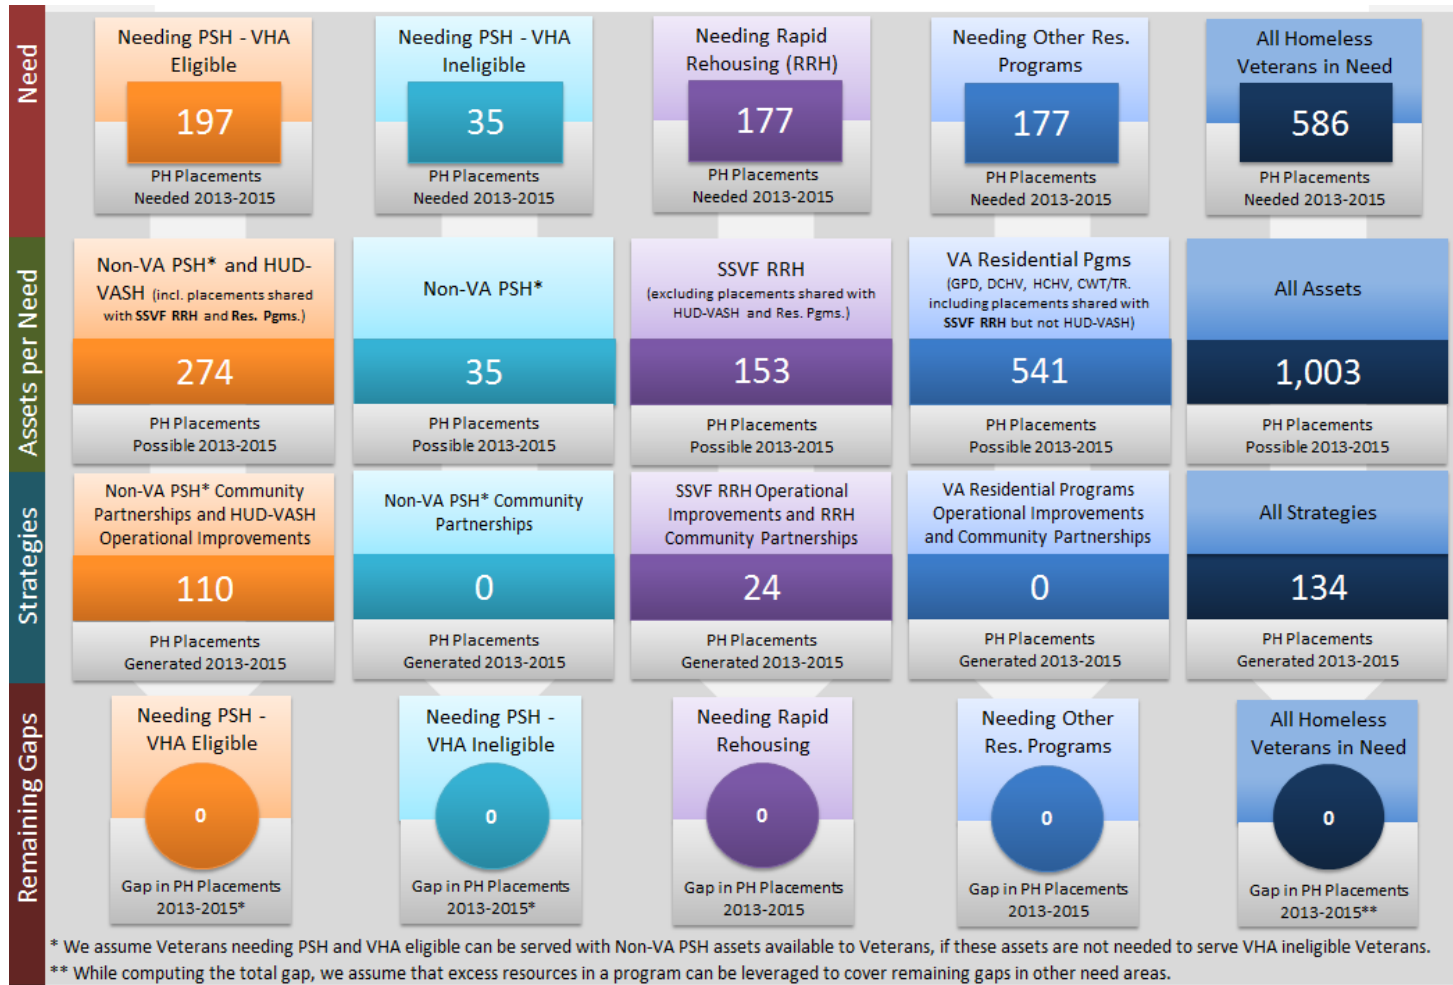 Need
Needing PSH - VHA
Eligible
197
PH Placements
Needed 2013-2015
Needing PSH - VHA
Ineligible
35
PH Placements
Needed 2013-2015
Needing Rapid
Rehousing (RRH)
177
PH Placements
Needed 2013-2015
Needing Other Res.
Programs
177
PH Placements
Needed 2013-2015
All Homeless
Veterans in Need
586
PH Placements
Needed 2013-2015
Assets per Need
Non-VA PSH* and HUD-
VASH (incl. placements shared
with SSVF RRH and Res. Pgms.)
274
PH Placements
Possible 2013-2015
Non-VA PSH*
35
PH Placements
Possible 2013-2015
SSVF RRH
(excluding placements shared with
HUD-VASH and Res. Pgms.)
153
PH Placements
Possible 2013-2015
VA Residential Pgms
(GPD, DCHV, HCHV, CWT/TR.
including placements shared with
SSVF RRH but not HUD-VASH)
541
PH Placements
Possible 2013-2015
All Assets
1,003
PH Placements
Possible 2013-2015
Strategies
Non-VA PSH* Community
Partnerships and HUD-VASH
Operational Improvements
110
PH Placements
Generated 2013-2015
Non-VA PSH* Community
Partnerships
0
PH Placements
Generated 2013-2015
SSVF RRH Operational
Improvements and RRH
Community Partnerships
24
PH Placements
Generated 2013-2015
VA Residential Programs
Operational Improvements
and Community Partnerships
0
PH Placements
Generated 2013-2015
All Strategies
134
PH Placements
Generated 2013-2015
Remaining Gaps
Needing PSH -
VHA Eligible
0
Gap in PH Placements
2013-2015*
Needing PSH -
VHA Ineligible
0
Gap in PH Placements
2013-2015*
Needing Rapid
Rehousing
0
Gap in PH Placements
2013-2015
Needing Other
Res. Programs
0
Gap in PH Placements
2013-2015
All Homeless
Veterans in Need
0
Gap in PH Placements
2013-2015**
* We assume Veterans needing PSH and VHA eligible can be served with Non-VA PSH assets available to Veterans, if these assets are not needed to serve VHA ineligible Veterans.
** While computing the total gap, we assume that excess resources in a program can be leveraged to cover remaining gaps in other need areas.